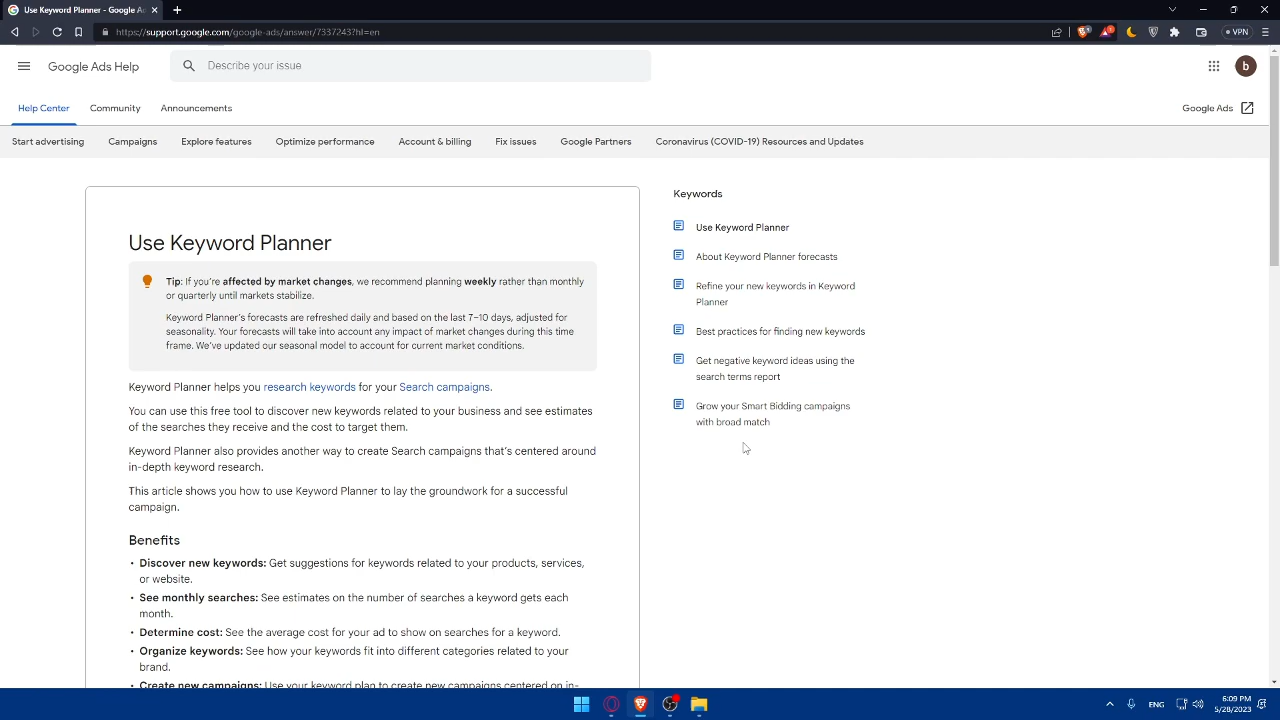 Use Keyword Planner - Google Ad
https://support.google.com/google-ads/answer/7337243?hl=en
VPN
Google Ads Help
Describe your issue
b
Help Center
Community
Announcements
Google Ads
Start advertising
Campaigns
Explore features
Optimize performance
Account & billing
Fix issues
Google Partners
Coronavirus (COVID-19) Resources and Updates
Use Keyword Planner
Tip: If you're affected by market changes, we recommend planning weekly rather than monthly
or quarterly until markets stabilize.
Keyword Planner's forecasts are refreshed daily and based on the last 7-10 days, adjusted for
seasonality. Your forecasts will take into account any impact of market changes during this time
frame. We've updated our seasonal model to account for current market conditions.
Keyword Planner helps you research keywords for your Search campaigns.
You can use this free tool to discover new keywords related to your business and see estimates
of the searches they receive and the cost to target them.
Keyword Planner also provides another way to create Search campaigns that's centered around
in-depth keyword research.
This article shows you how to use Keyword Planner to lay the groundwork for a successful
campaign.
Benefits
• Discover new keywords: Get suggestions for keywords related to your products, services,
or website.
• See monthly searches: See estimates on the number of searches a keyword gets each
month.
• Determine cost: See the average cost for your ad to show on searches for a keyword.
• Organize keywords: See how your keywords fit into different categories related to your
brand.
• Create new campaigns: Use your keyword plan to create new campaigns centered on in-
Keywords
Use Keyword Planner
About Keyword Planner forecasts
Refine your new keywords in Keyword
Planner
Best practices for finding new keywords
Get negative keyword ideas using the
search terms report
Grow your Smart Bidding campaigns
with broad match
ENG
6:09 PM
5/28/2023